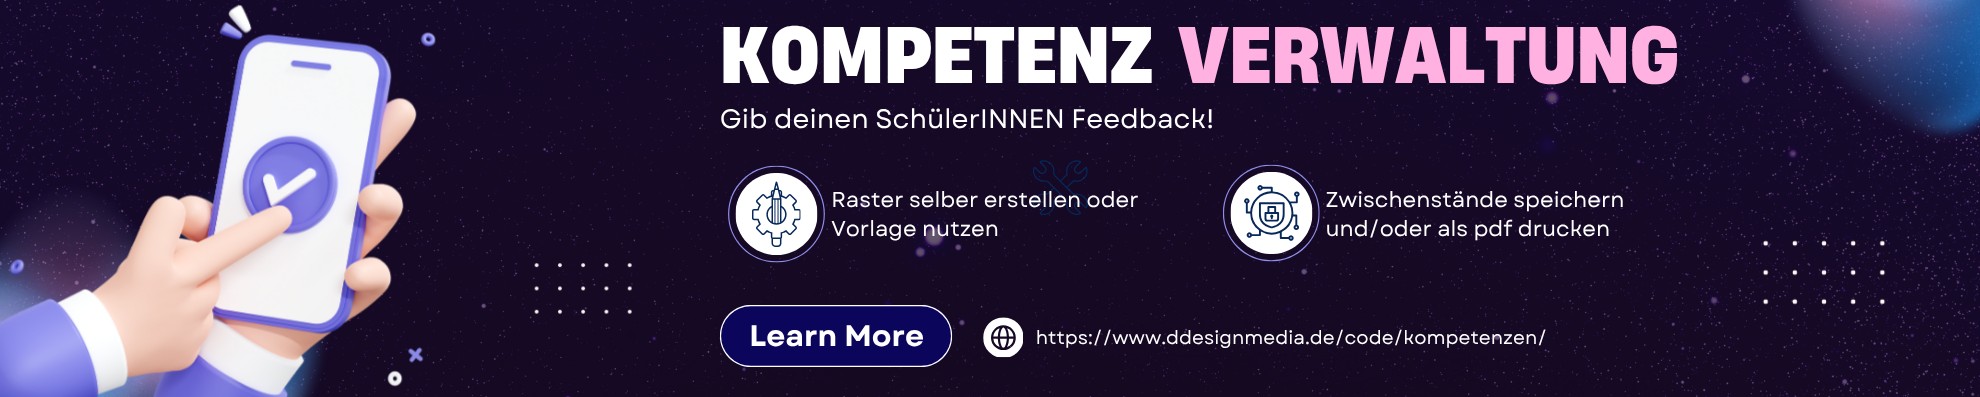 KOMPETENZ VERWALTUNG
Gib deinen SchülerINNEN Feedback!
Raster selber erstellen oder
Vorlage nutzen
Zwischenstände speichern
und/oder als pdf drucken
Learn More
https://www.ddesignmedia.de/code/kompetenzen/